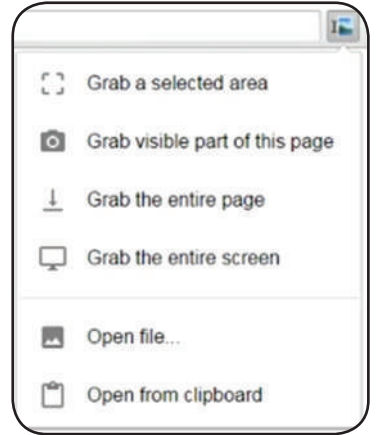 Grab a selected area
Grab visible part of this page
Grab the entire page
Grab the entire screen
Open file...
Open from clipboard